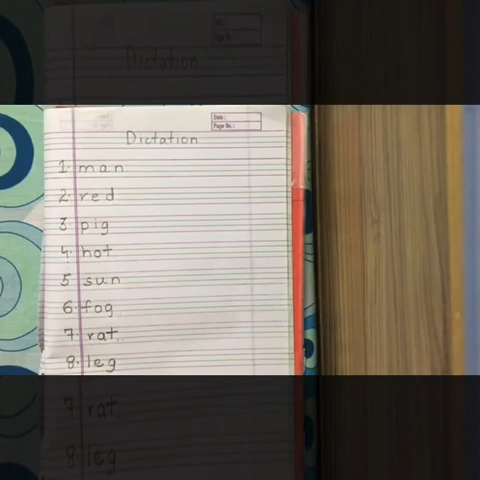 Date :
Page No. :
Dictation
1. man
2. red
3. pig
4. hot
5. sun
6. fog
7. rat
8. leg